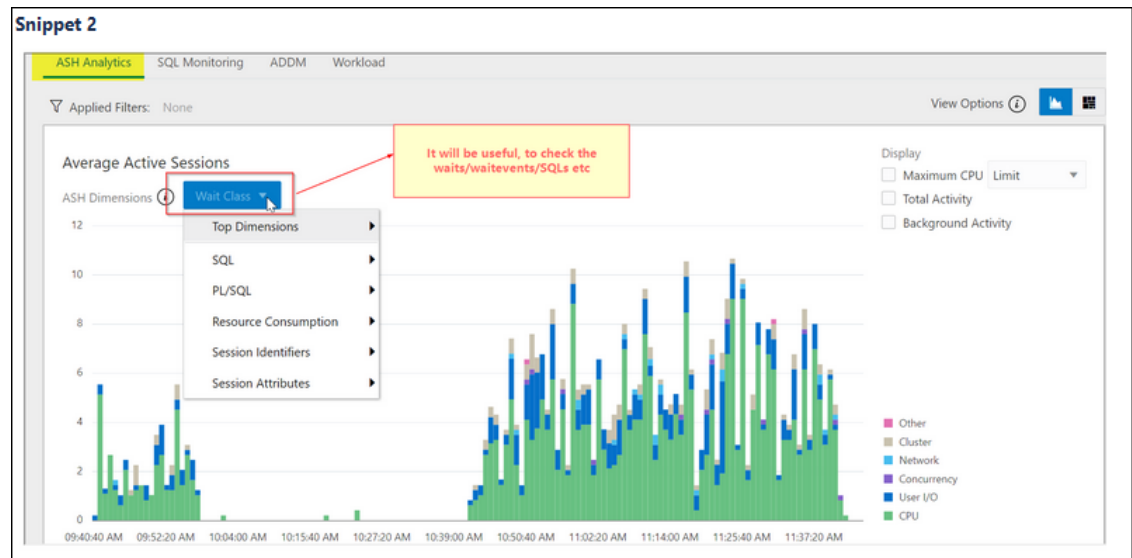 Snippet 2
ASH Analytics SQL Monitoring ADDM Workload
Applied Filters: None
View Options i
It will be useful, to check the
waits/waitevents/SQLs etc
Average Active Sessions
ASH Dimensions i Wait Class
Display
Maximum CPU Limit
Total Activity
Background Activity
Top Dimensions
SQL
PL/SQL
Resource Consumption
Session Identifiers
Session Attributes
12
10
8
6
4
2
0
09:40:40 AM 09:52:20 AM 10:04:00 AM 10:15:40 AM 10:27:20 AM 10:39:00 AM 10:50:40 AM 11:02:20 AM 11:14:00 AM 11:25:40 AM 11:37:20 AM
Other
Cluster
Network
Concurrency
User I/O
CPU